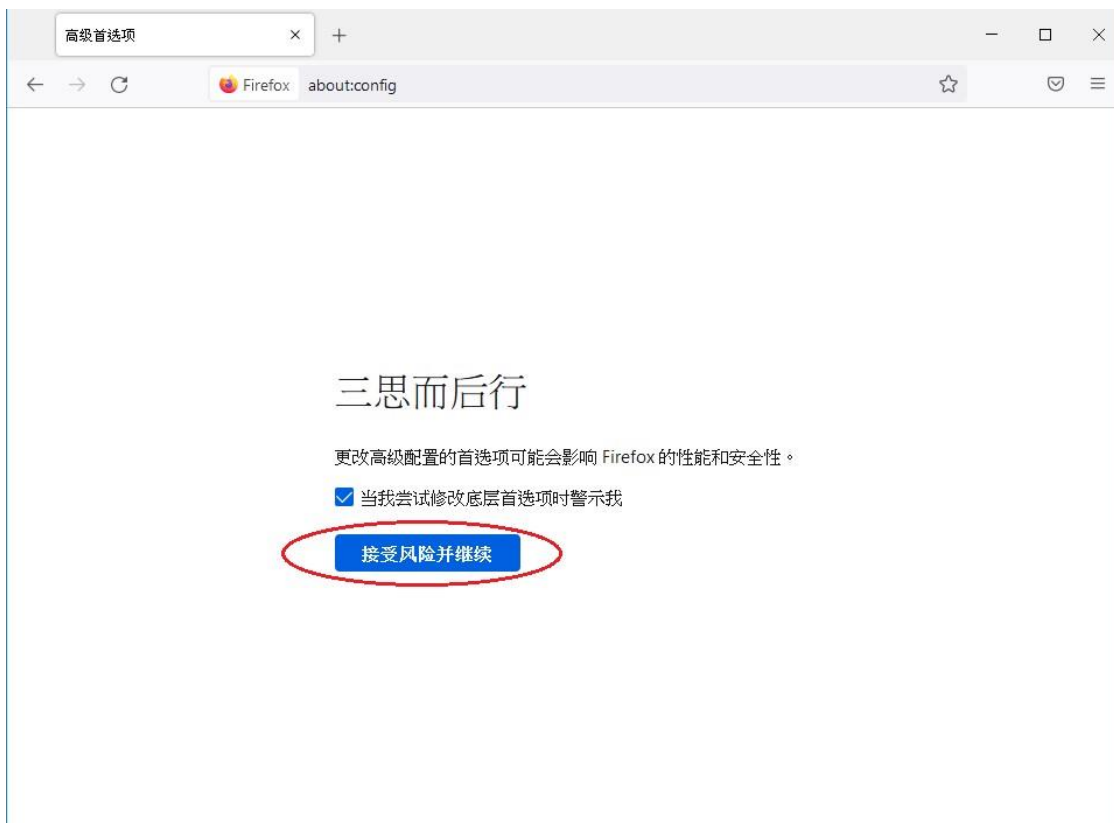 高级首选项
Firefox about:config
三思而后行
更改高级配置的首选项可能会影响 Firefox 的性能和安全性。
当我尝试修改底层首选项时警示我
接受风险并继续